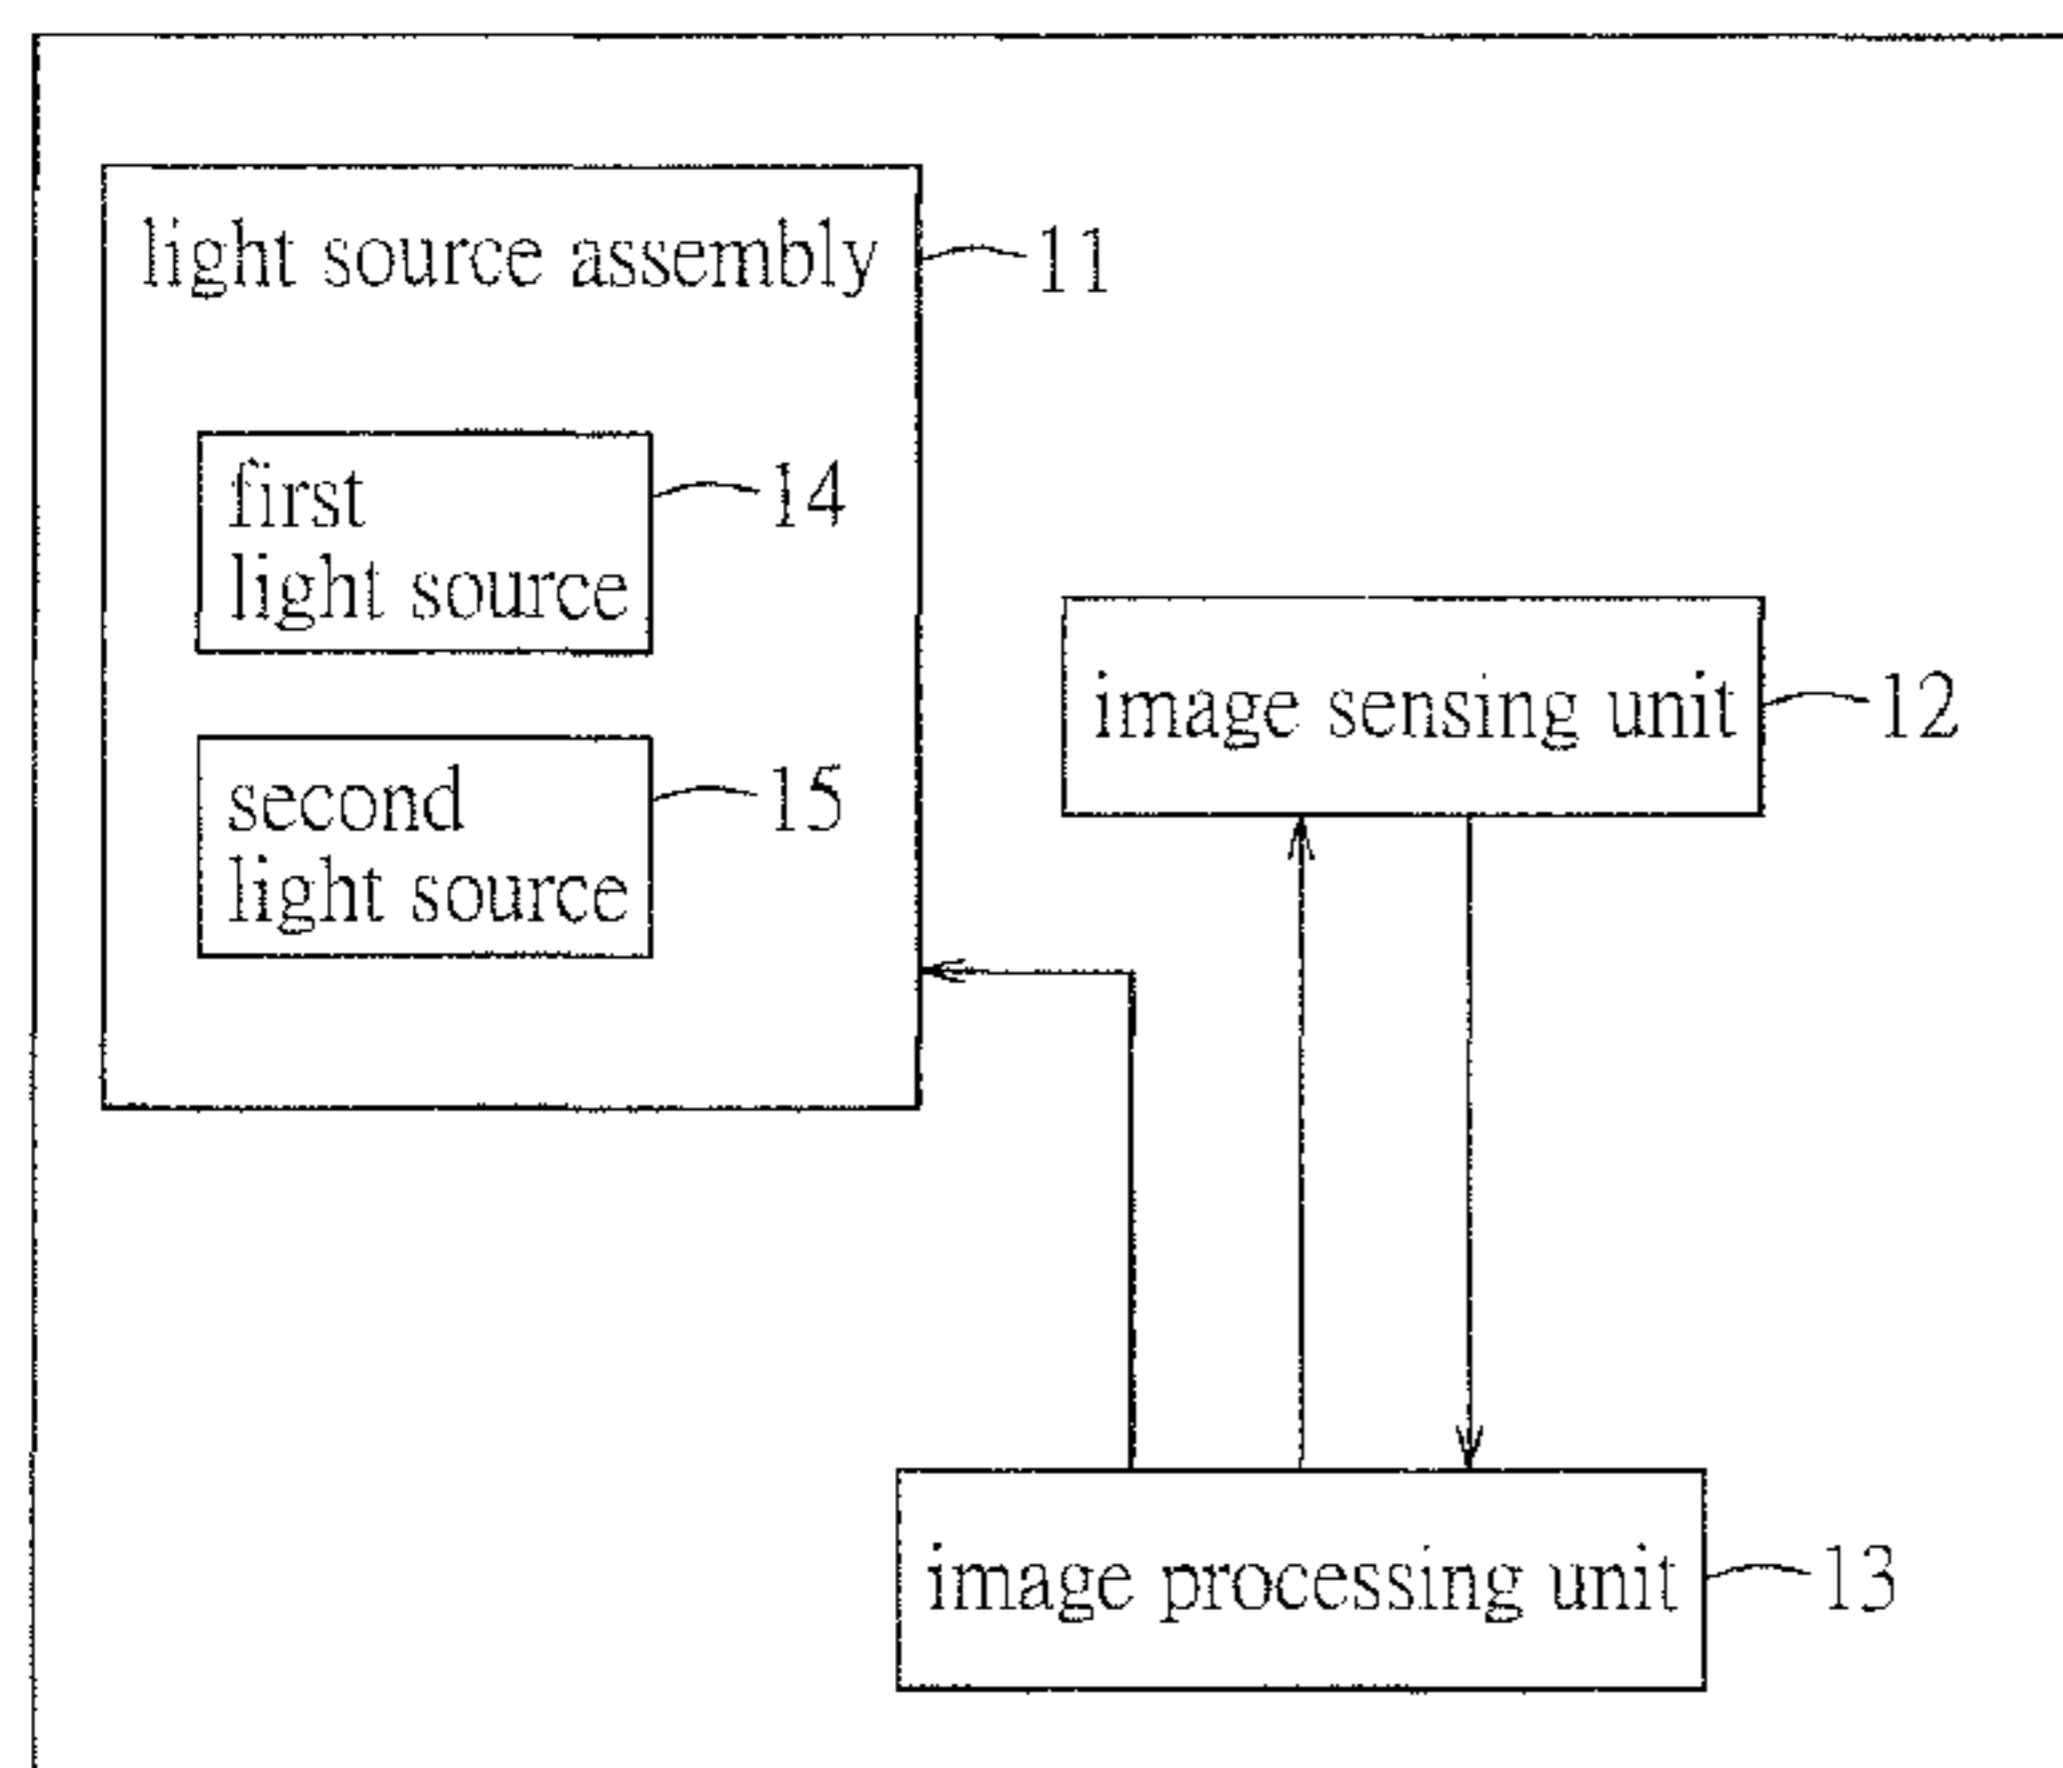 light source assembly
11
first
light source
14
second
light source
15
image sensing unit
12
image processing unit
13